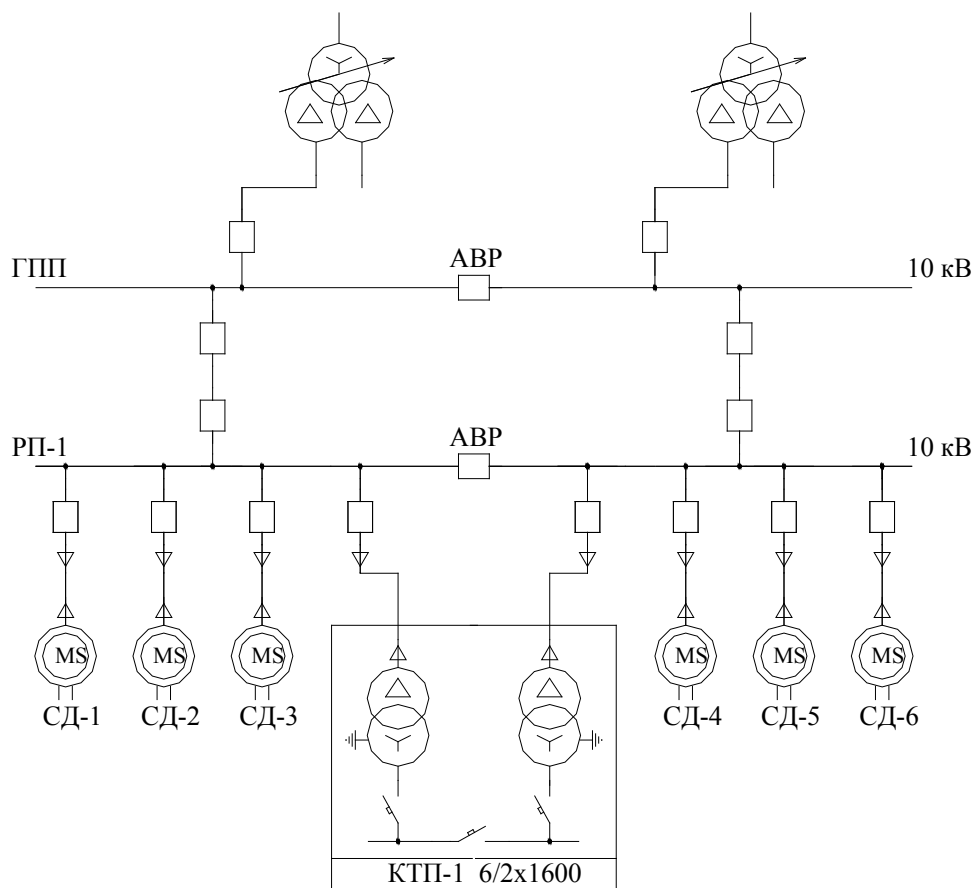 АВР
ГПП 10 кВ
АВР
РП-1 10 кВ
MS MS MS MS MS MS
СД-1 СД-2 СД-3 СД-4 СД-5 СД-6
КТП-1 6/2x1600